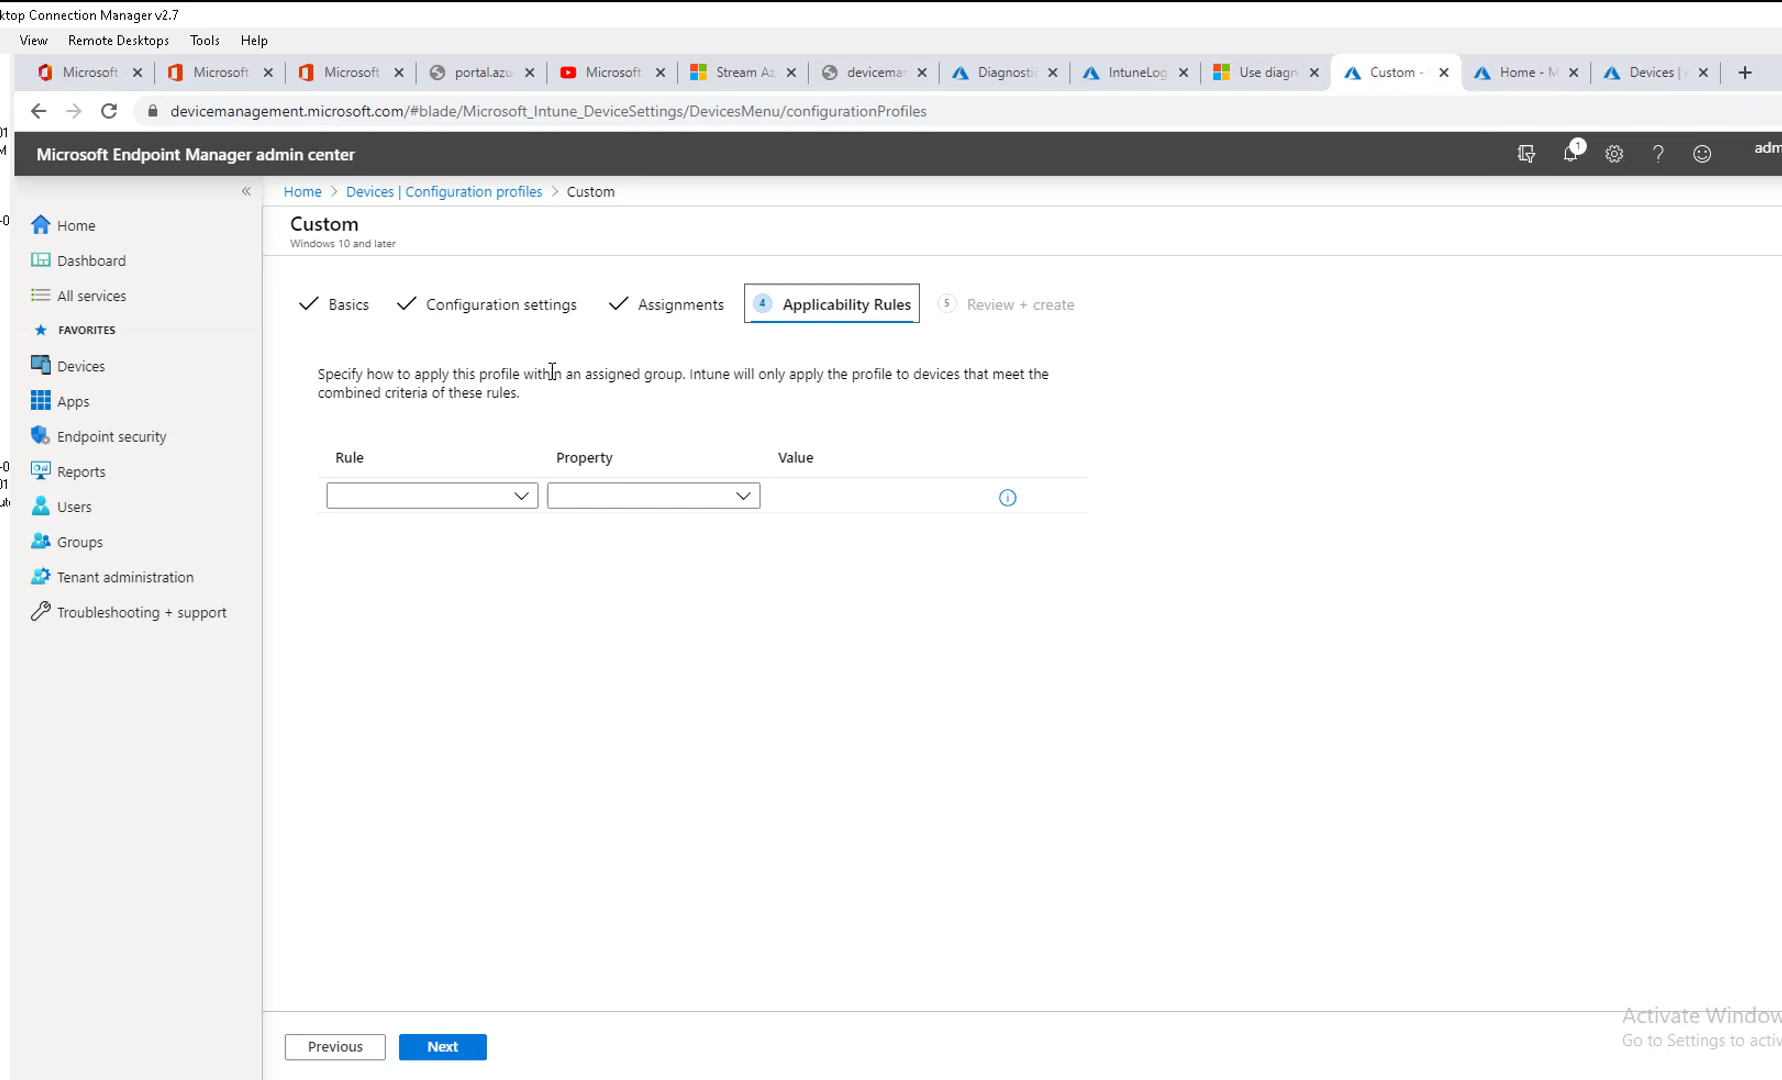 ktop Connection Manager v2.7
View Remote Desktops Tools Help
Microsoft Microsoft Microsoft portal.azu Microsoft Stream Az devicemar Diagnostic IntuneLog Use diagn Custom - Home - M Devices |
devicemanagement.microsoft.com/#blade/Microsoft_Intune_DeviceSettings/DevicesMenu/configurationProfiles
Microsoft Endpoint Manager admin center 1 ? adm
« Home > Devices | Configuration profiles > Custom
Custom
Windows 10 and later
Home
Dashboard
All services
FAVORITES
Devices
Apps
Endpoint security
Reports
Users
Groups
Tenant administration
Troubleshooting + support
Basics Configuration settings Assignments 4 Applicability Rules 5 Review + create
Specify how to apply this profile within an assigned group. Intune will only apply the profile to devices that meet the
combined criteria of these rules.
Rule Property Value
Previous Next
Activate Window
Go to Settings to activ